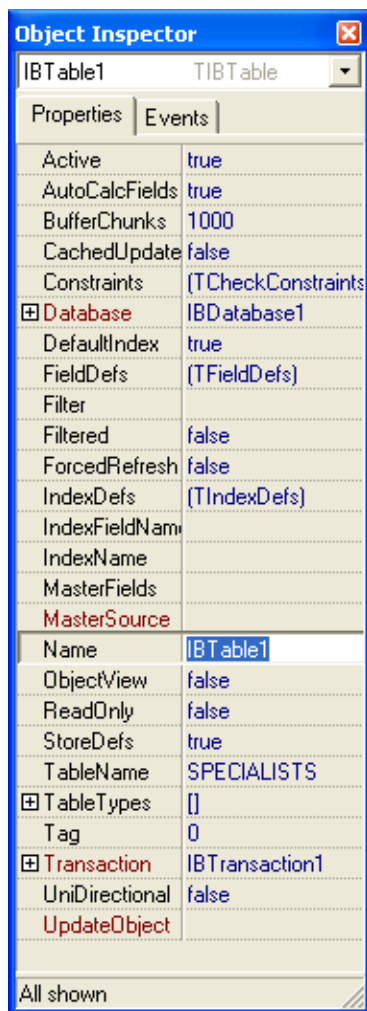 Object Inspector
IBTable1 TIBTable
Properties Events
Active true
AutoCalcFields true
BufferChunks 1000
CachedUpdate false
Constraints (TCheckConstraints
Database IBDatabase1
DefaultIndex true
FieldDefs (TFieldDefs)
Filter
Filtered false
ForcedRefresh false
IndexDefs (TIndexDefs)
IndexFieldNam
IndexName
MasterFields
MasterSource
Name IBTable1
ObjectView false
ReadOnly false
StoreDefs true
TableName SPECIALISTS
TableTypes []
Tag 0
Transaction IBTransaction1
UniDirectional false
UpdateObject
All shown